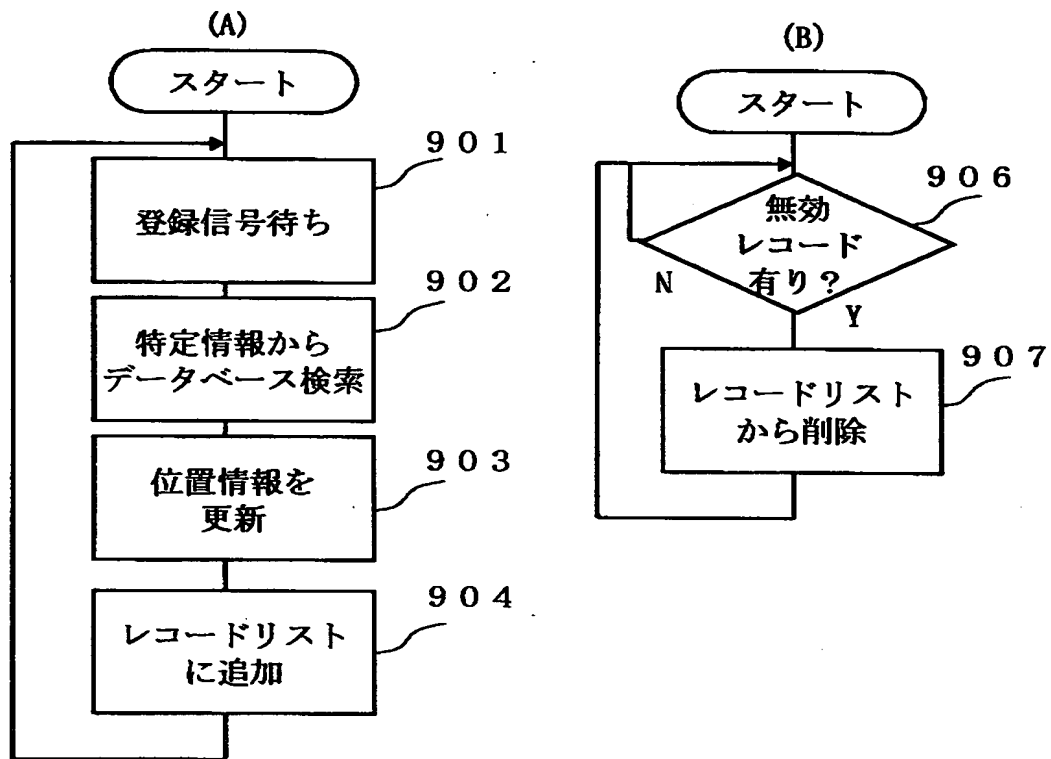 (A)
スタート
901
登録信号待ち
902
特定情報から
データベース検索
903
位置情報を
更新
904
レコードリスト
に追加
(B)
スタート
906
無効
レコード
有り?
N
Y
907
レコードリスト
から削除